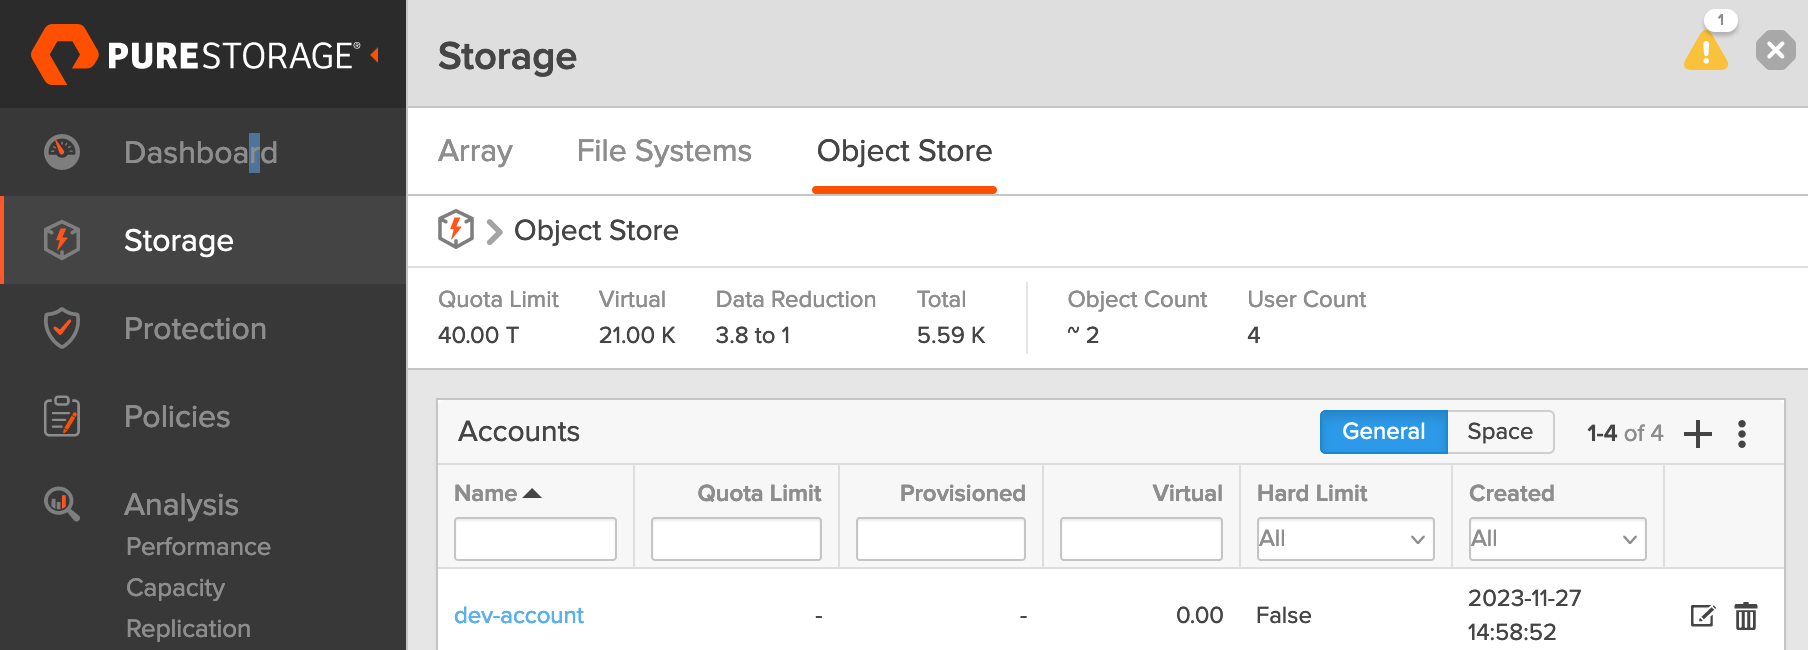 PURESTORAGE®
Dashboard
Storage
Protection
Policies
Analysis
Performance
Capacity
Replication
Storage
1
Array File Systems Object Store
Object Store
Quota Limit Virtual Data Reduction Total Object Count User Count
40.00 T 21.00 K 3.8 to 1 5.59 K ~ 2 4
Accounts General Space 1-4 of 4
Name Quota Limit Provisioned Virtual Hard Limit Created
All All
dev-account - - 0.00 False 2023-11-27
14:58:52